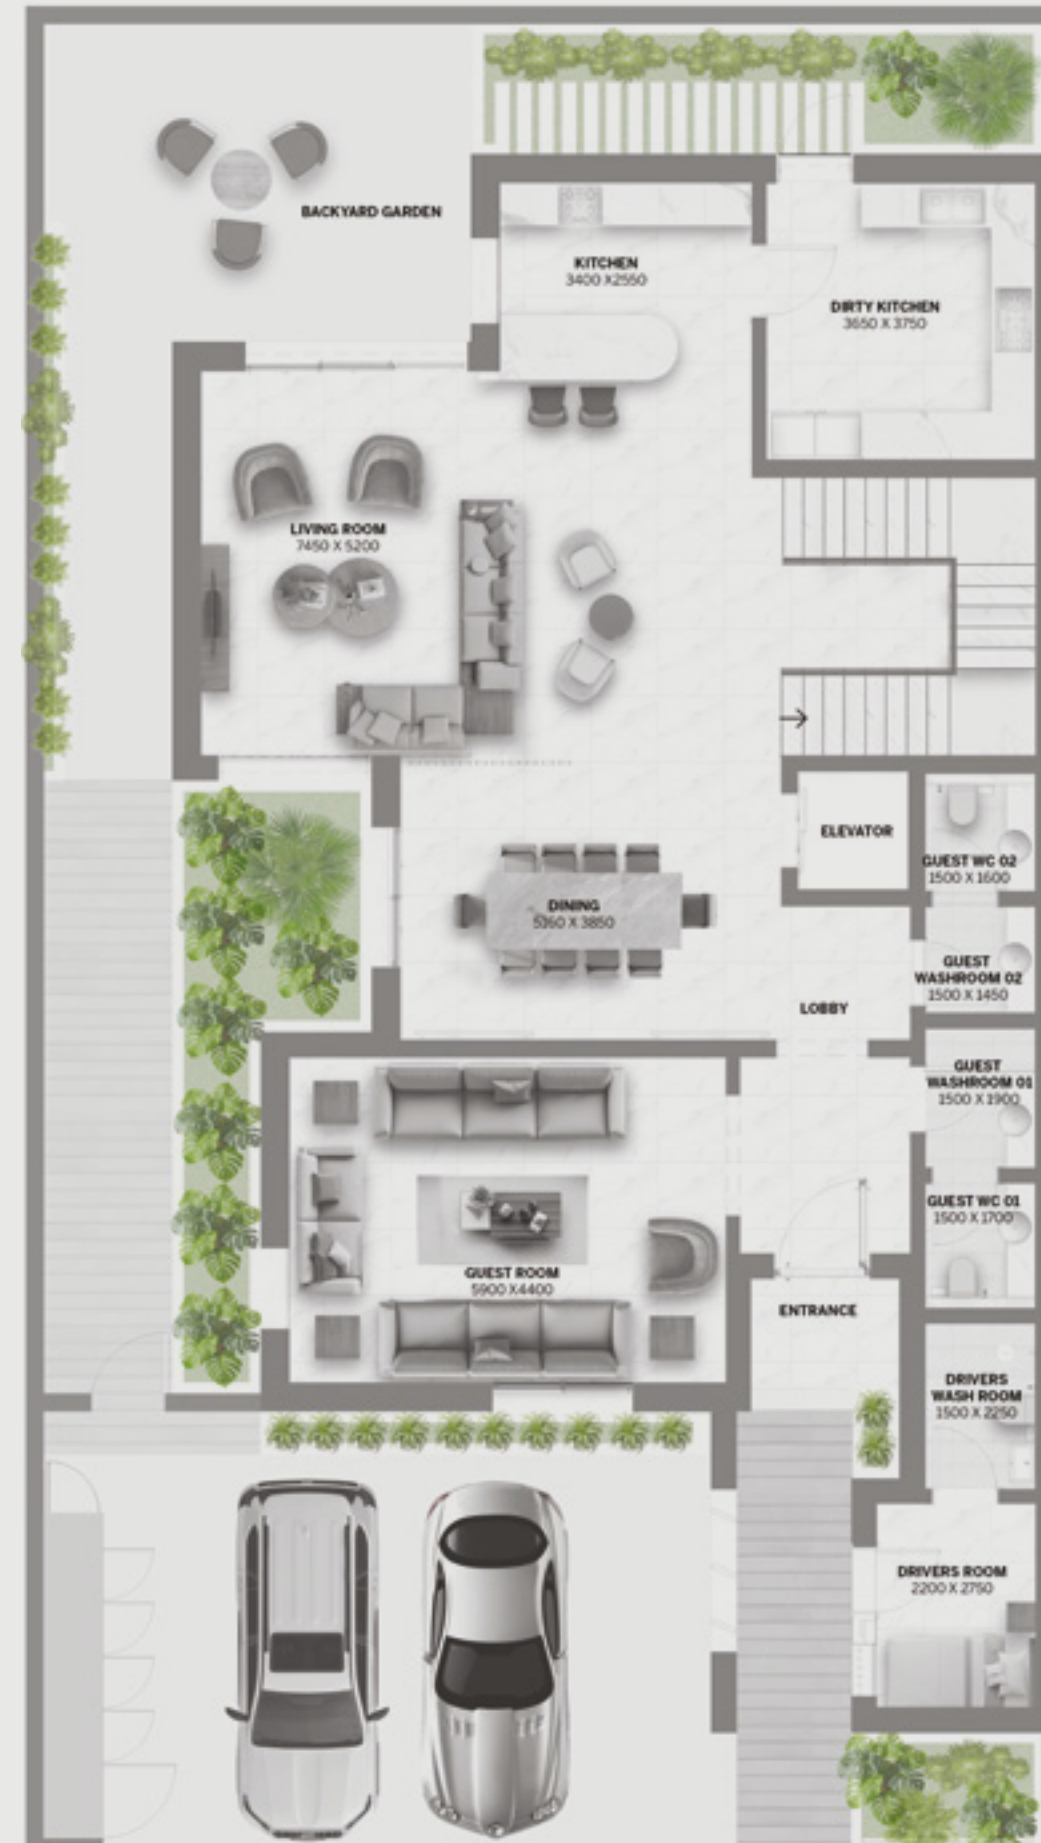 BACKYARD GARDEN
KITCHEN
3400 X2550
DIRTY KITCHEN
3650 X 3750
LIVING ROOM
7450 X 5200
ELEVATOR
GUEST WC 02
1500 X 1600
DINING
5350 X 3850
GUEST
WASHROOM 02
1500 X 1450
LOBBY
GUEST
WASHROOM 01
1500 X 1900
GUEST WC 01
1500 X 1700
GUEST ROOM
5900 X4400
ENTRANCE
DRIVERS
WASH ROOM
1500 X 2250
DRIVERS ROOM
2200 X 2750